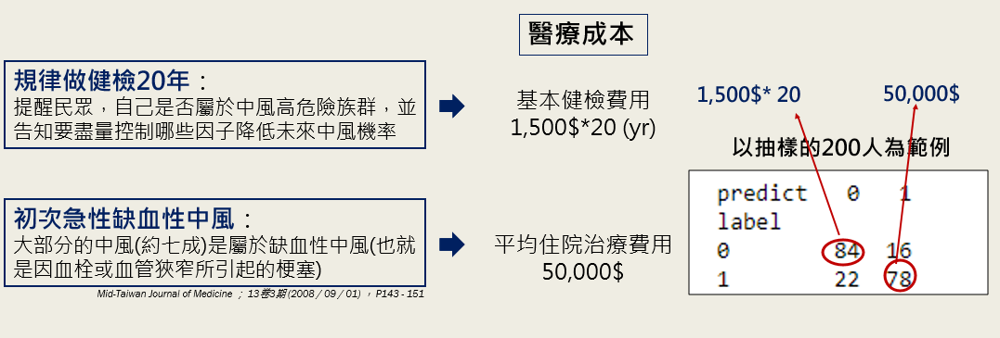 醫療成本
規律做健檢20年：
提醒民眾，自己是否屬於中風高危險族群，並
告知要盡量控制哪些因子降低未來中風機率
基本健檢費用
1,500$*20 (yr)
1,500$* 20
50,000$
以抽樣的200人為範例
predict 0 1
label
0 84 16
1 22 78
初次急性缺血性中風：
大部分的中風(約七成)是屬於缺血性中風(也就
是因血栓或血管狹窄所引起的梗塞)
平均住院治療費用
50,000$
Mid-Taiwan Journal of Medicine ； 13卷3期 (2008 / 09 / 01) ， P143 - 151